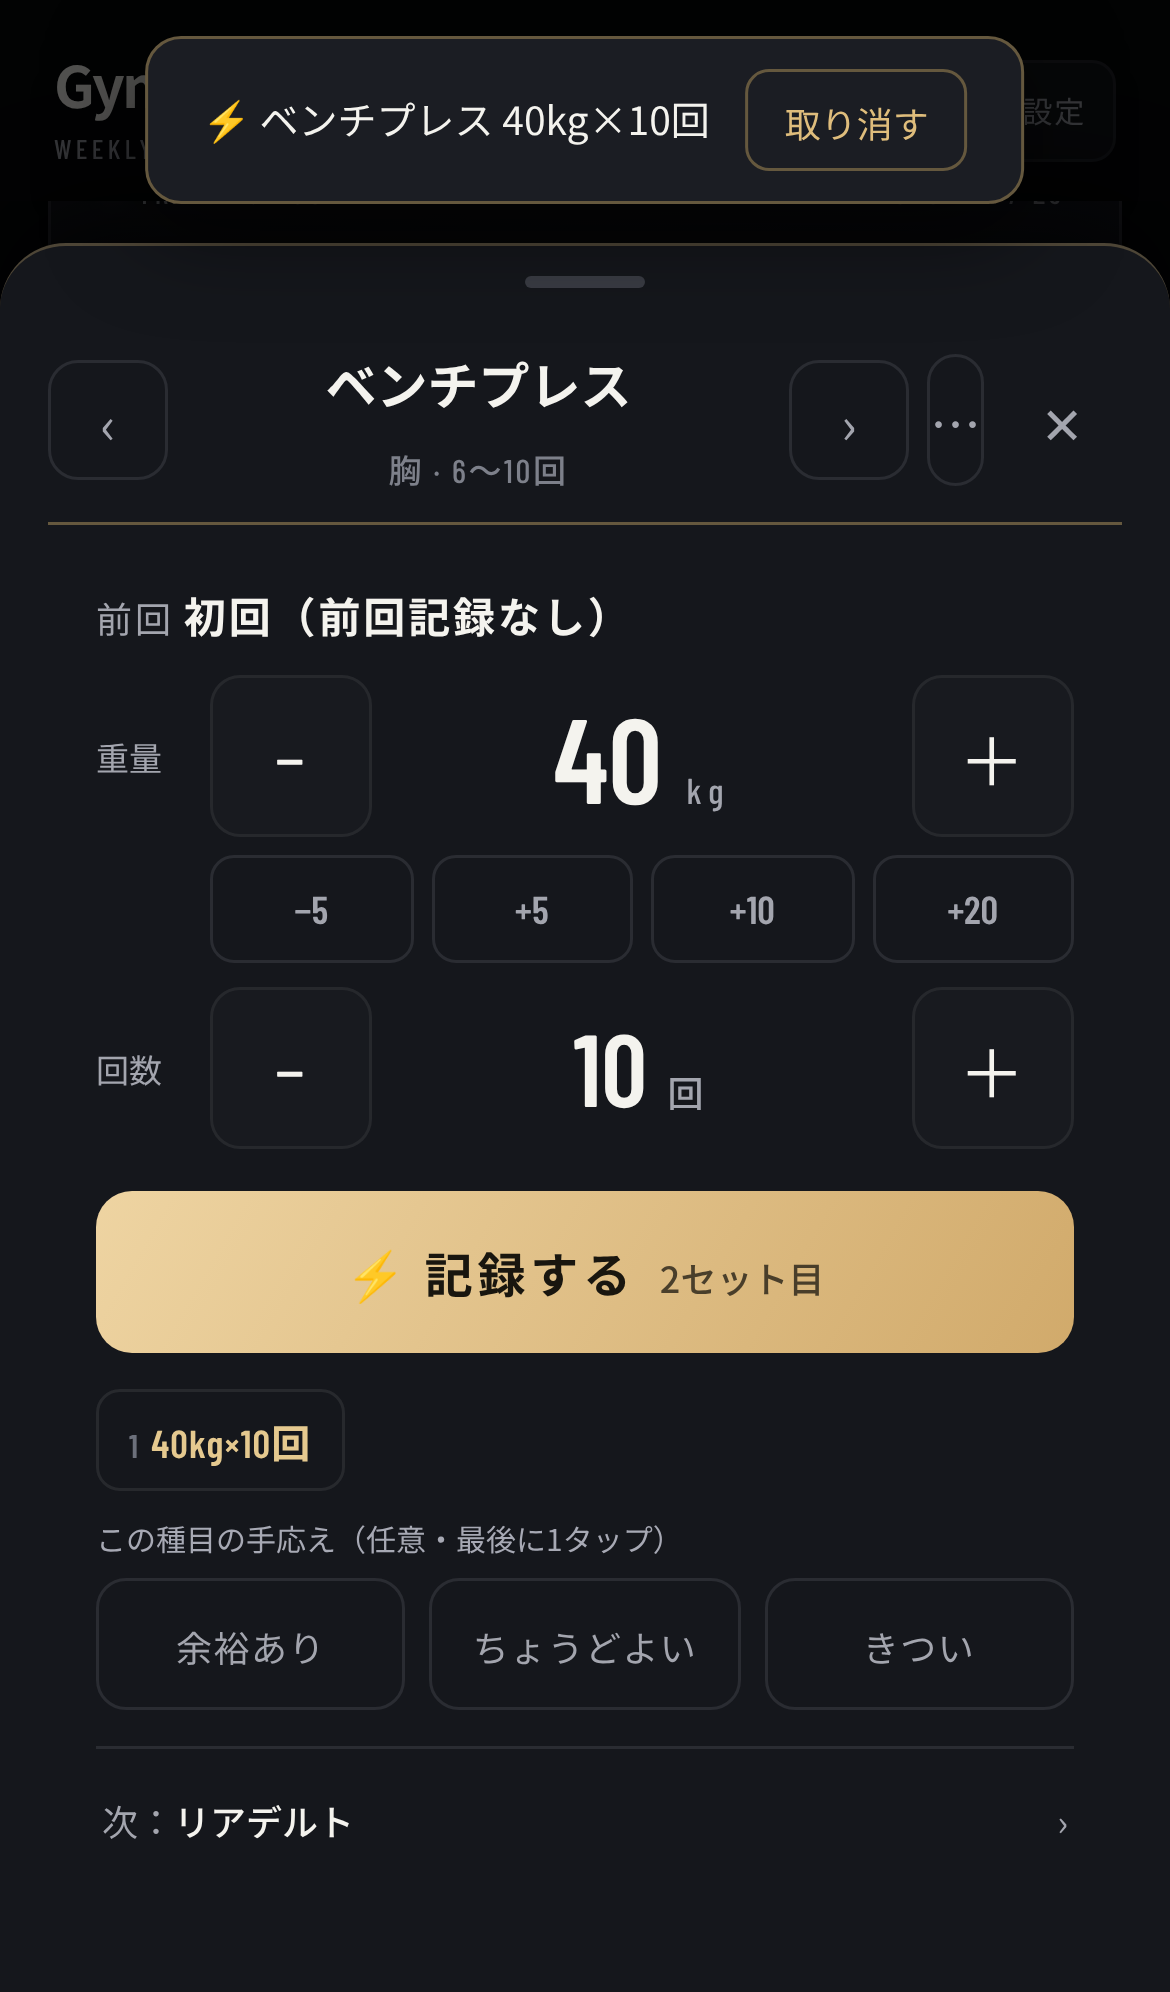 ⚡ ベンチプレス 40kg×10回 取り消す
設定
ベンチプレス
胸 · 6〜10回
前回 初回（前回記録なし）
重量 − 40 kg ＋
−5 +5 +10 +20
回数 − 10 回 ＋
⚡ 記録する 2セット目
1 40kg×10回
この種目の手応え（任意・最後に1タップ）
余裕あり ちょうどよい きつい
次：リアデルト ›